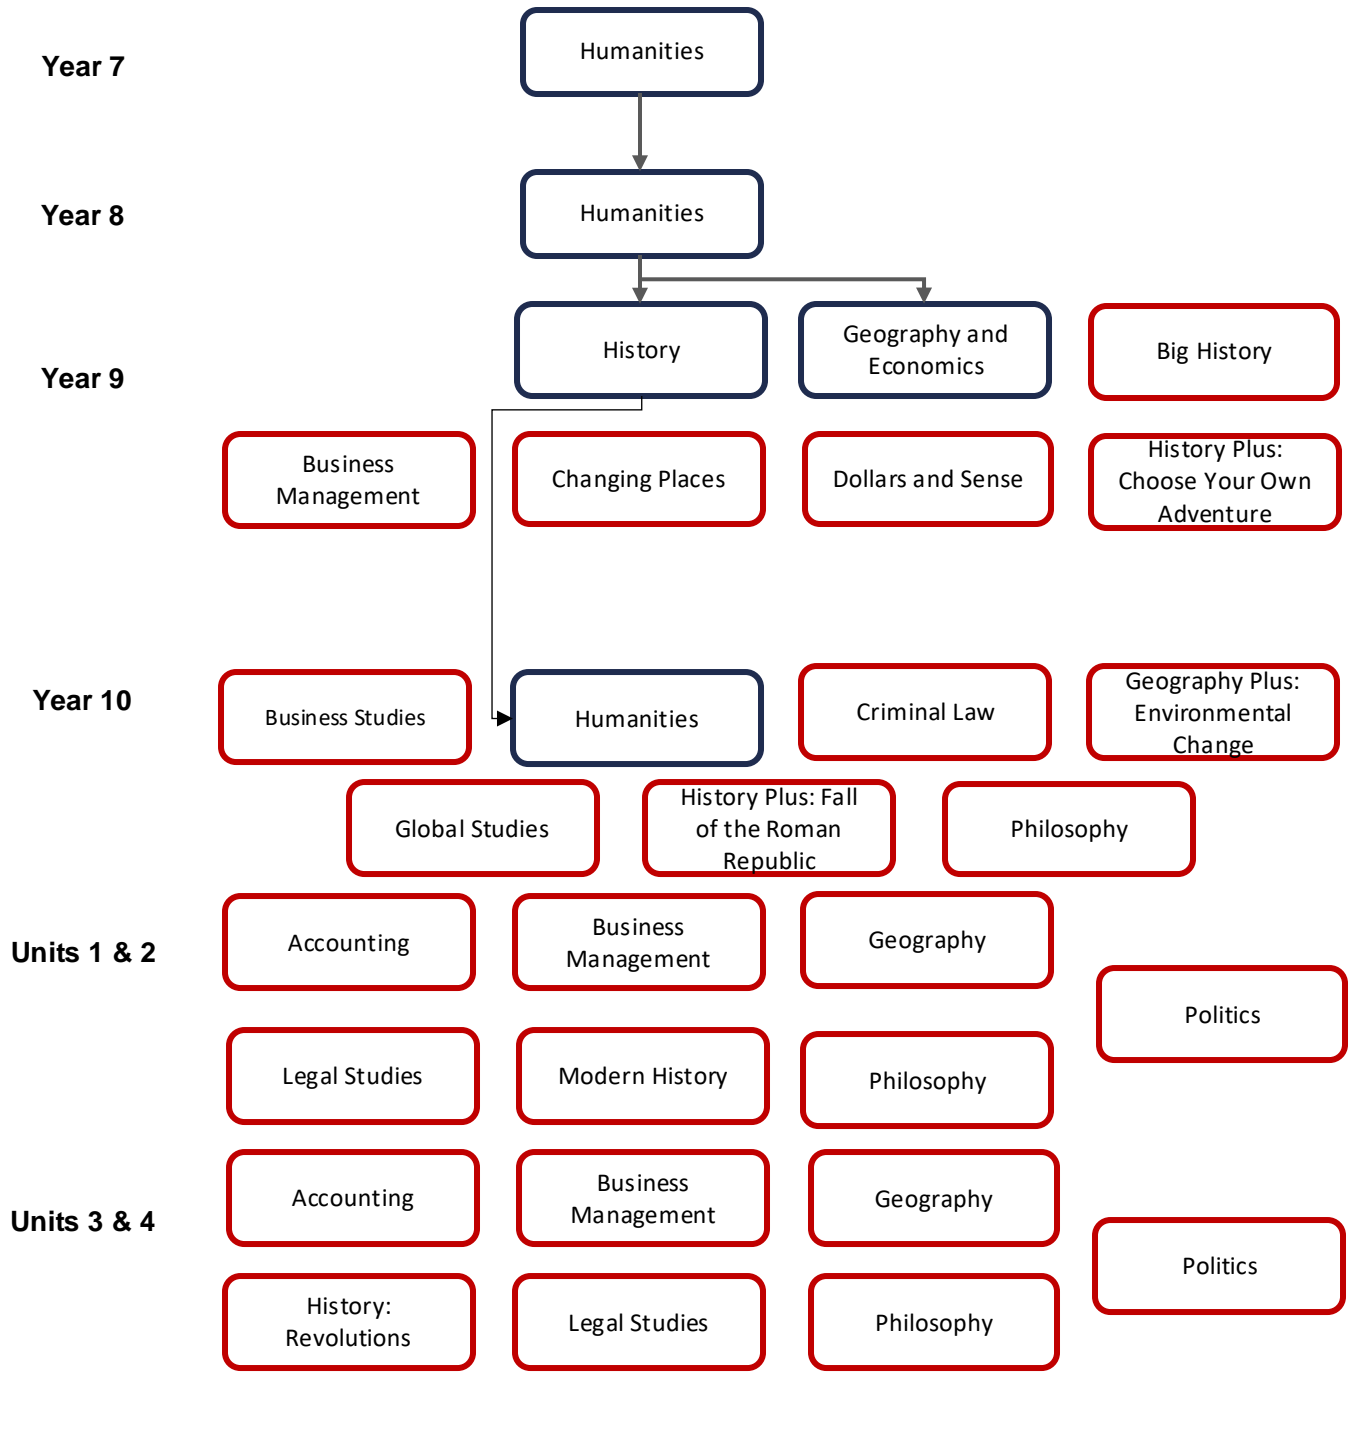 Humanities
Year 7
Humanities
Year 8
History
Geography and
Economics
Big History
Year 9
Business
Management
Changing Places
Dollars and Sense
History Plus:
Choose Your Own
Adventure
Year 10
Business Studies
Humanities
Criminal Law
Geography Plus:
Environmental
Change
Global Studies
History Plus: Fall
of the Roman
Republic
Philosophy
Units 1 & 2
Accounting
Business
Management
Geography
Politics
Legal Studies
Modern History
Philosophy
Units 3 & 4
Accounting
Business
Management
Geography
Politics
History:
Revolutions
Legal Studies
Philosophy